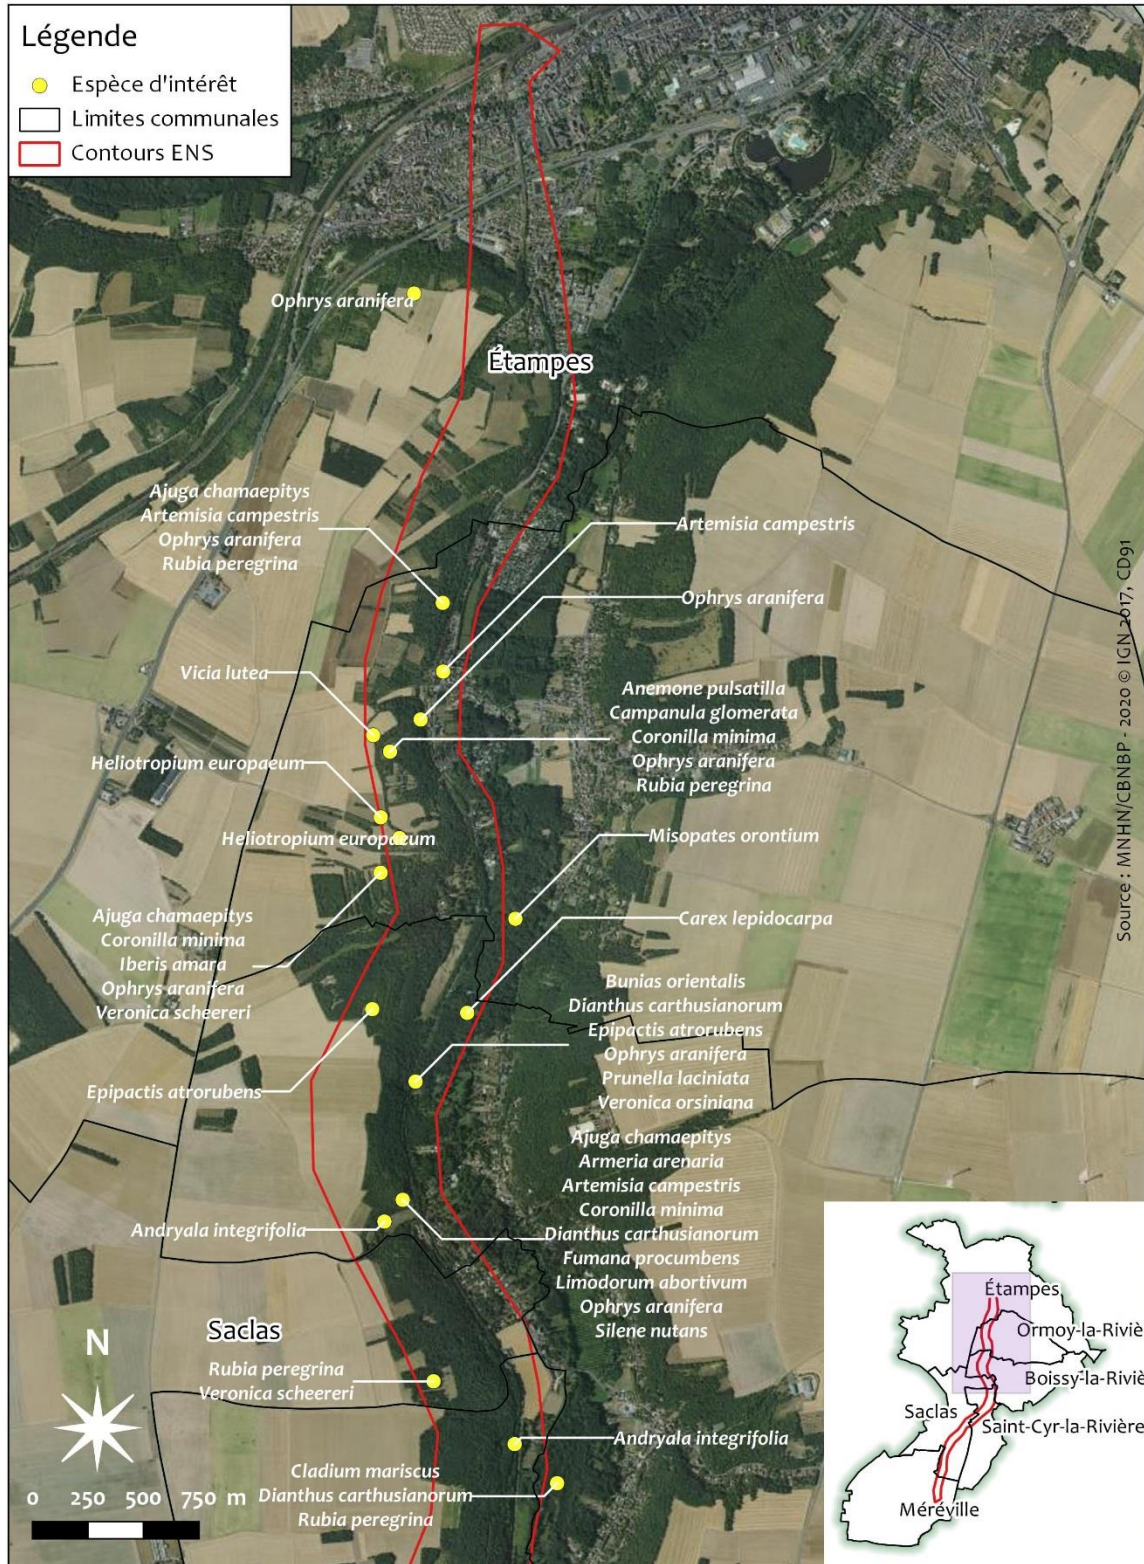 Légende
Espèce d'intérêt
Limites communales
Contours ENS
Ophrys aranifera
Étampes
Ajuga chamaepitys
Artemisia campestris
Ophrys aranifera
Rubia peregrina
Artemisia campestris
Ophrys aranifera
Vicia lutea
Anemone pulsatilla
Campanula glomerata
Coronilla minima
Ophrys aranifera
Rubia peregrina
Heliotropium europaeum
Heliotropium europaeum
Misopates orontium
Ajuga chamaepitys
Coronilla minima
Iberis amara
Ophrys aranifera
Veronica scheereri
Carex lepidocarpa
Bunias orientalis
Dianthus carthusianorum
Epipactis atrorubens
Ophrys aranifera
Prunella laciniata
Veronica orsiniana
Epipactis atrorubens
Ajuga chamaepitys
Armeria arenaria
Artemisia campestris
Coronilla minima
Dianthus carthusianorum
Fumana procumbens
Limodorum abortivum
Ophrys aranifera
Silene nutans
Andryala integrifolia
Saclas
Rubia peregrina
Veronica scheereri
Andryala integrifolia
Cladium mariscus
Dianthus carthusianorum
Rubia peregrina
N
0 250 500 750 m
Source : MNHN/CBNBP - 2020 © IGN 2017, CD91
Étampes
Ormoy-la-Riviè
Boissy-la-Riviè
Saclas
Saint-Cyr-la-Rivière
Méréville